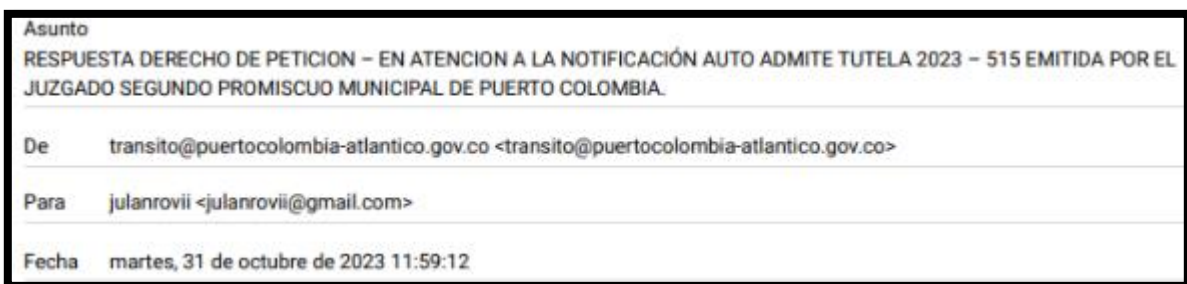 Asunto
RESPUESTA DERECHO DE PETICION – EN ATENCION A LA NOTIFICACIÓN AUTO ADMITE TUTELA 2023 – 515 EMITIDA POR EL
JUZGADO SEGUNDO PROMISCUO MUNICIPAL DE PUERTO COLOMBIA.
De transito@puertocolombia-atlantico.gov.co <transito@puertocolombia-atlantico.gov.co>
Para julanrovii <julanrovii@gmail.com>
Fecha martes, 31 de octubre de 2023 11:59:12